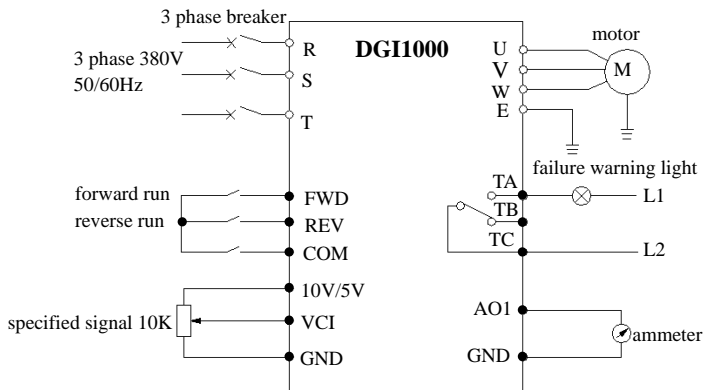 3 phase breaker
DGI1000
3 phase 380V
50/60Hz
R
S
T
U
V
W
E
motor
M
failure warning light
forward run
reverse run
FWD
REV
COM
TA
TB
TC
L1
L2
specified signal 10K
10V/5V
VCI
GND
AO1
GND
ammeter